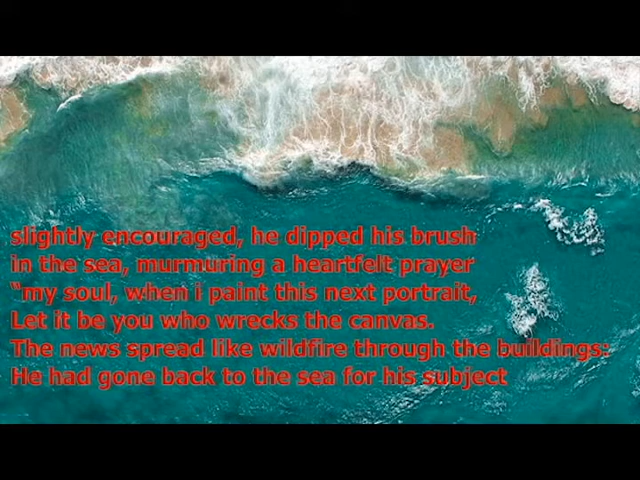 slightly encouraged, he dipped his brush
in the sea, murmuring a heartfelt prayer
“my soul, when i paint this next portrait,
Let it be you who wrecks the canvas.
The news spread like wildfire through the buildings:
He had gone back to the sea for his subject